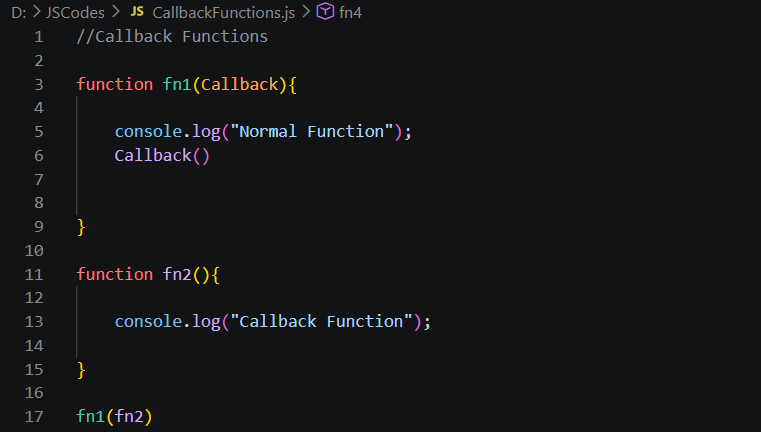 D: > JSCodes > JS CallbackFunctions.js > fn4
1 //Callback Functions
2
3 function fn1(Callback){
4
5 console.log("Normal Function");
6 Callback()
7
8
9 }
10
11 function fn2(){
12
13 console.log("Callback Function");
14
15 }
16
17 fn1(fn2)